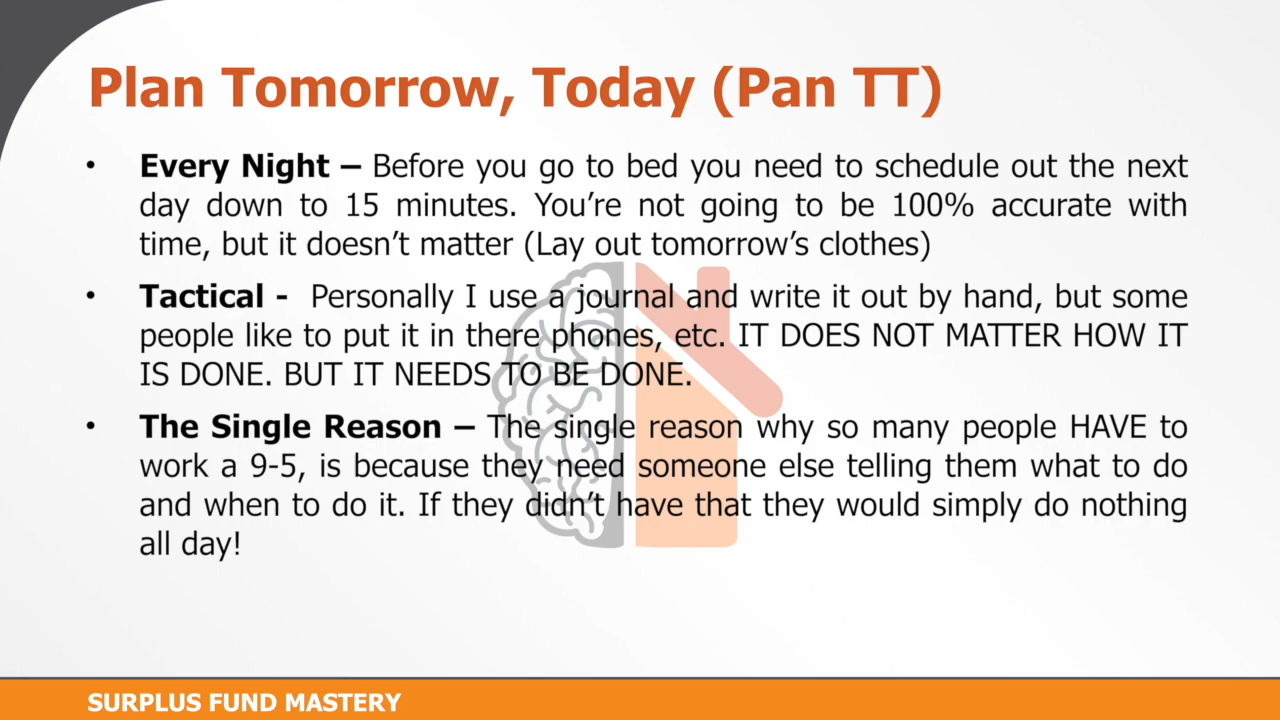 Plan Tomorrow, Today (Pan TT)
• Every Night – Before you go to bed you need to schedule out the next
day down to 15 minutes. You’re not going to be 100% accurate with
time, but it doesn’t matter (Lay out tomorrow’s clothes)
• Tactical - Personally I use a journal and write it out by hand, but some
people like to put it in there phones, etc. IT DOES NOT MATTER HOW IT
IS DONE. BUT IT NEEDS TO BE DONE.
• The Single Reason – The single reason why so many people HAVE to
work a 9-5, is because they need someone else telling them what to do
and when to do it. If they didn’t have that they would simply do nothing
all day!
SURPLUS FUND MASTERY